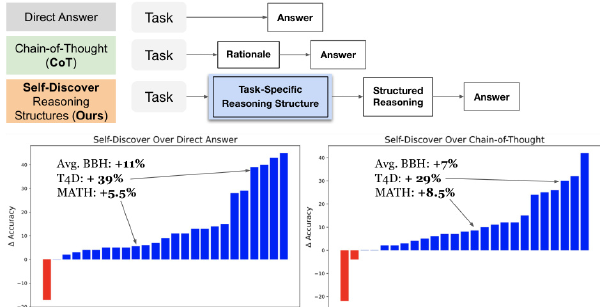 Direct Answer
Task
Answer
Chain-of-Thought
(CoT)
Task
Rationale
Answer
Self-Discover
Reasoning
Structures (Ours)
Task
Task-Specific
Reasoning Structure
Structured
Reasoning
Answer
Self-Discover Over Direct Answer
Avg. BBH: +11%
T4D: + 39%
MATH: +5.5%
Δ Accuracy
40
30
20
10
0
−10
−20
Self-Discover Over Chain-of-Thought
Avg. BBH: +7%
T4D: + 29%
MATH: +8.5%
Δ Accuracy
40
30
20
10
0
−10
−20